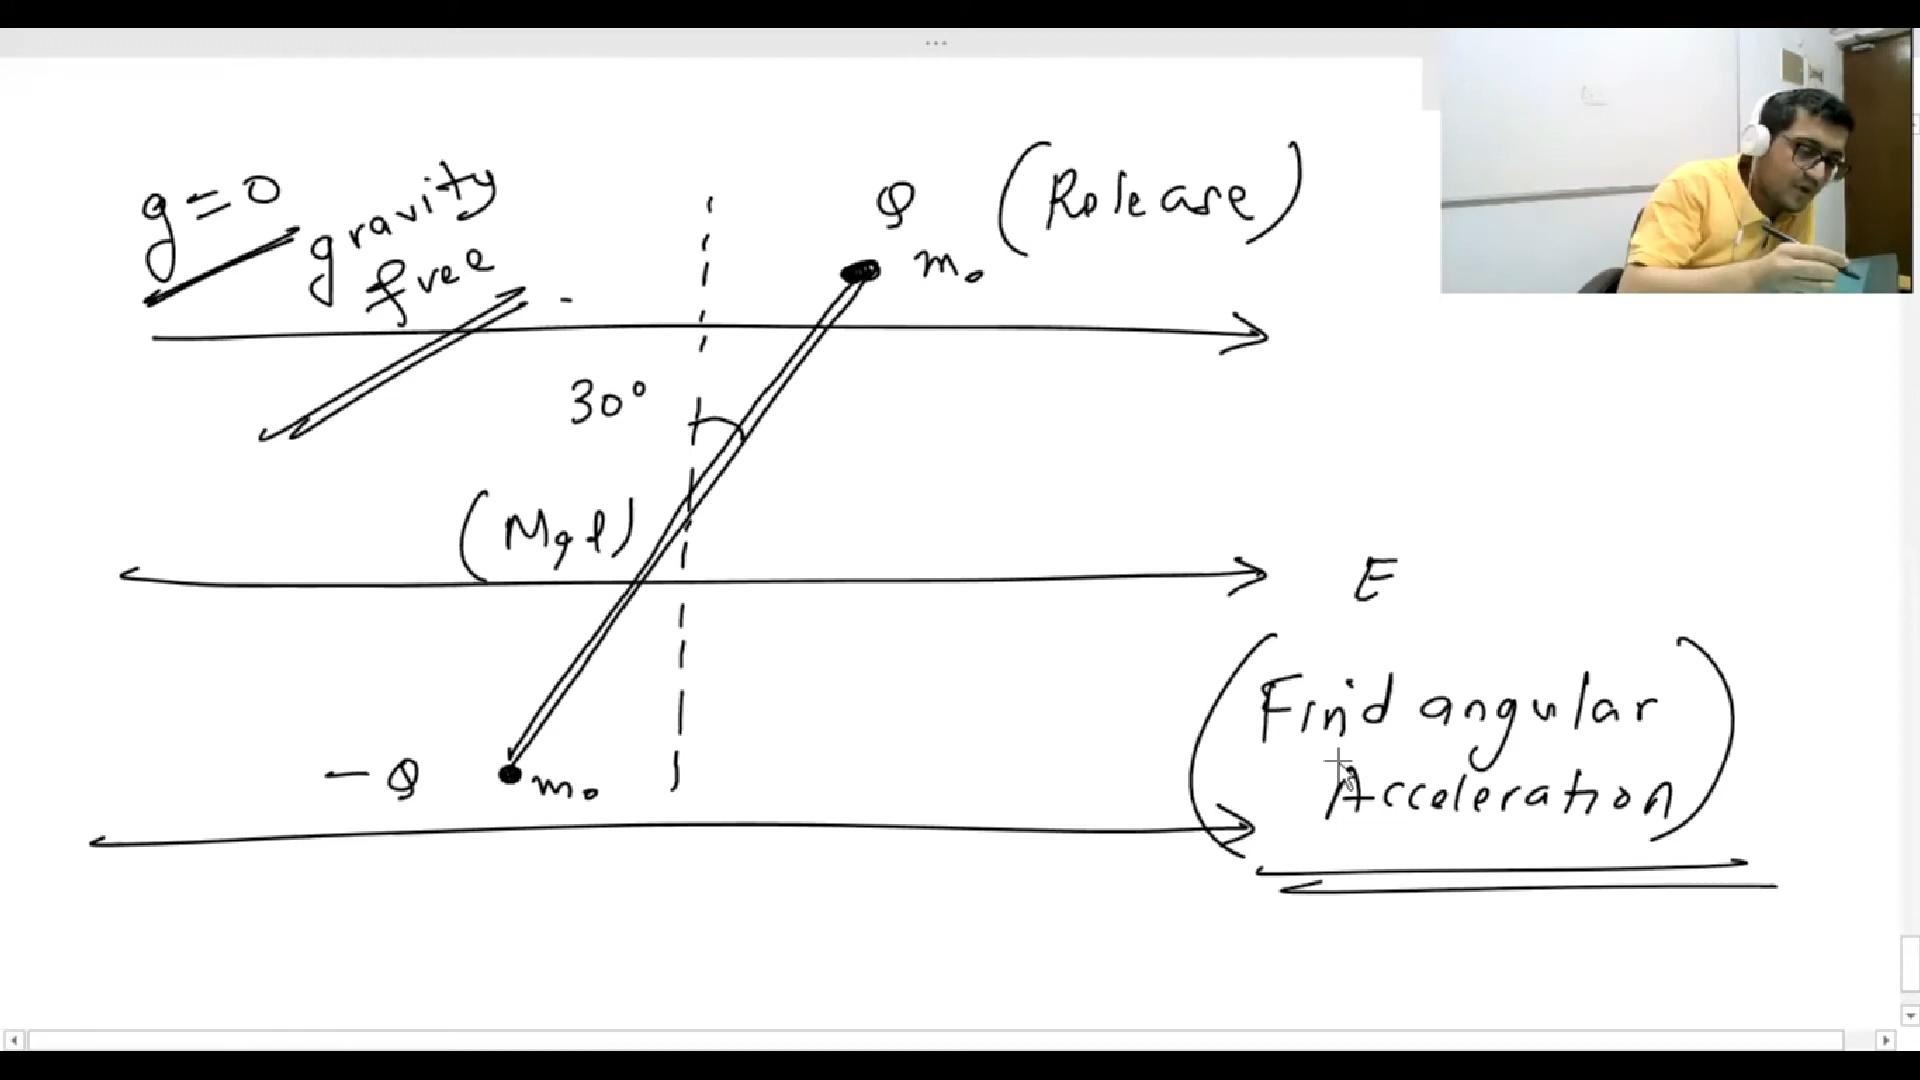 g=0
gravity
free
Q
(Release)
m₀
30°
(M,l)
E
-Q
m₀
(Find angular
Acceleration)